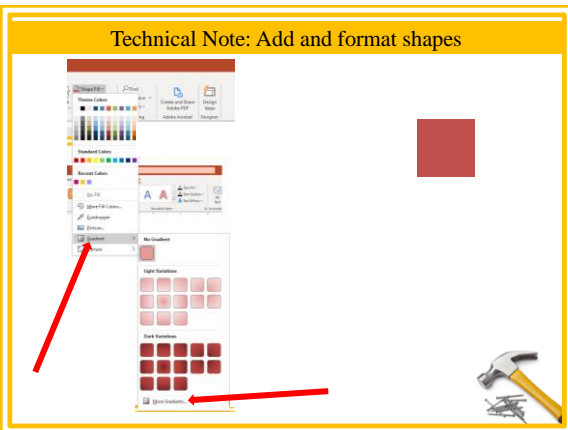 Technical Note: Add and format shapes
Shape Fill
Find
Theme Colors
Create and Share
Adobe PDF
Design
Ideas
Adobe Acrobat
Designer
Standard Colors
Recent Colors
No Fill
More Fill Colors...
Eyedropper
Picture...
Gradient
No Gradient
Light Variations
Dark Variations
More Gradients...